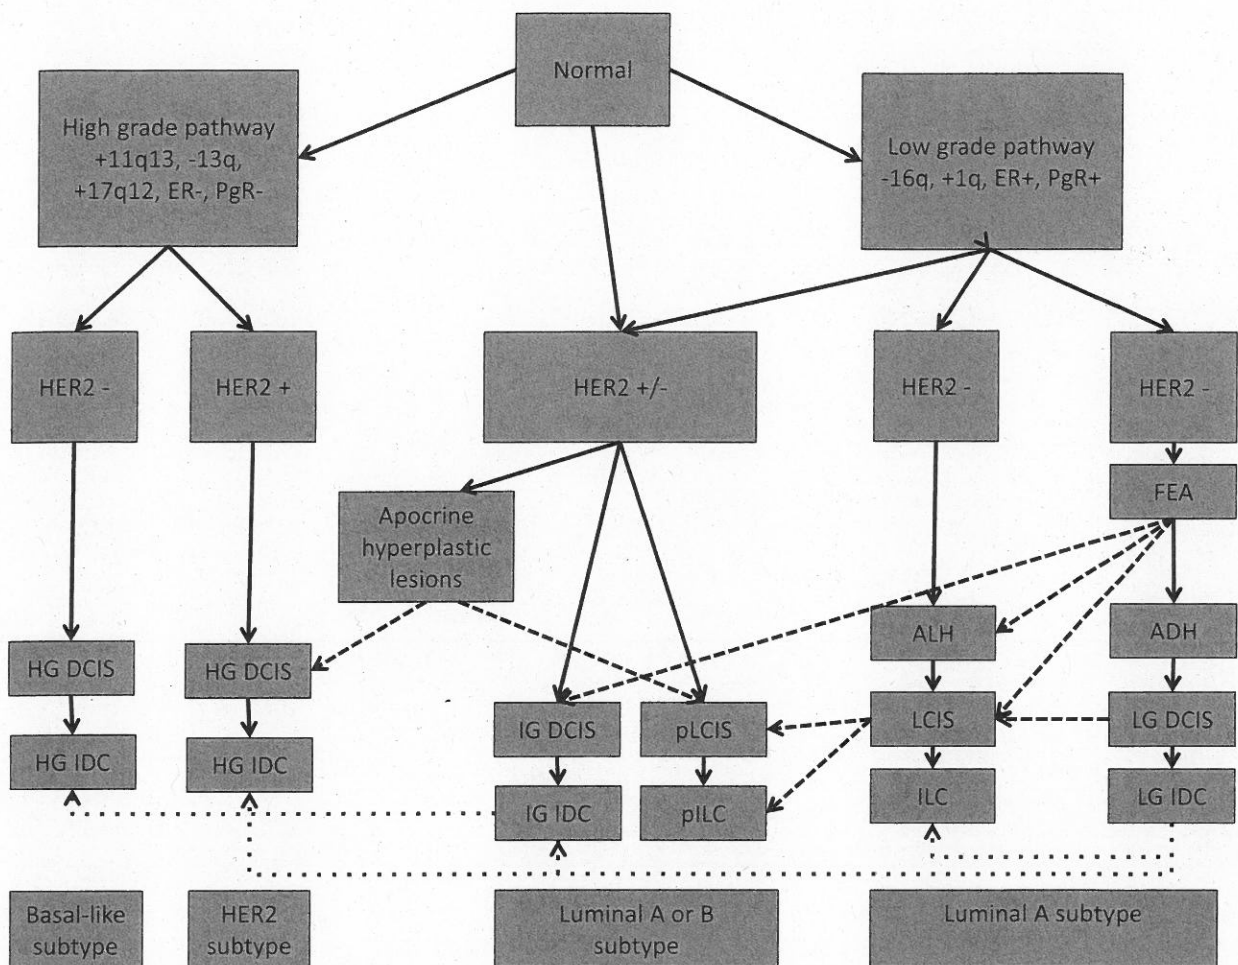 Normal
High grade pathway
+11q13, -13q,
+17q12, ER-, PgR-
Low grade pathway
-16q, +1q, ER+, PgR+
HER2 -
HER2 +
HER2 +/-
HER2 -
HER2 -
FEA
Apocrine
hyperplastic
lesions
ALH
ADH
HG DCIS
HG DCIS
IG DCIS
pLCIS
LCIS
LG DCIS
HG IDC
HG IDC
IG IDC
pILC
ILC
LG IDC
Basal-like
subtype
HER2
subtype
Luminal A or B
subtype
Luminal A subtype